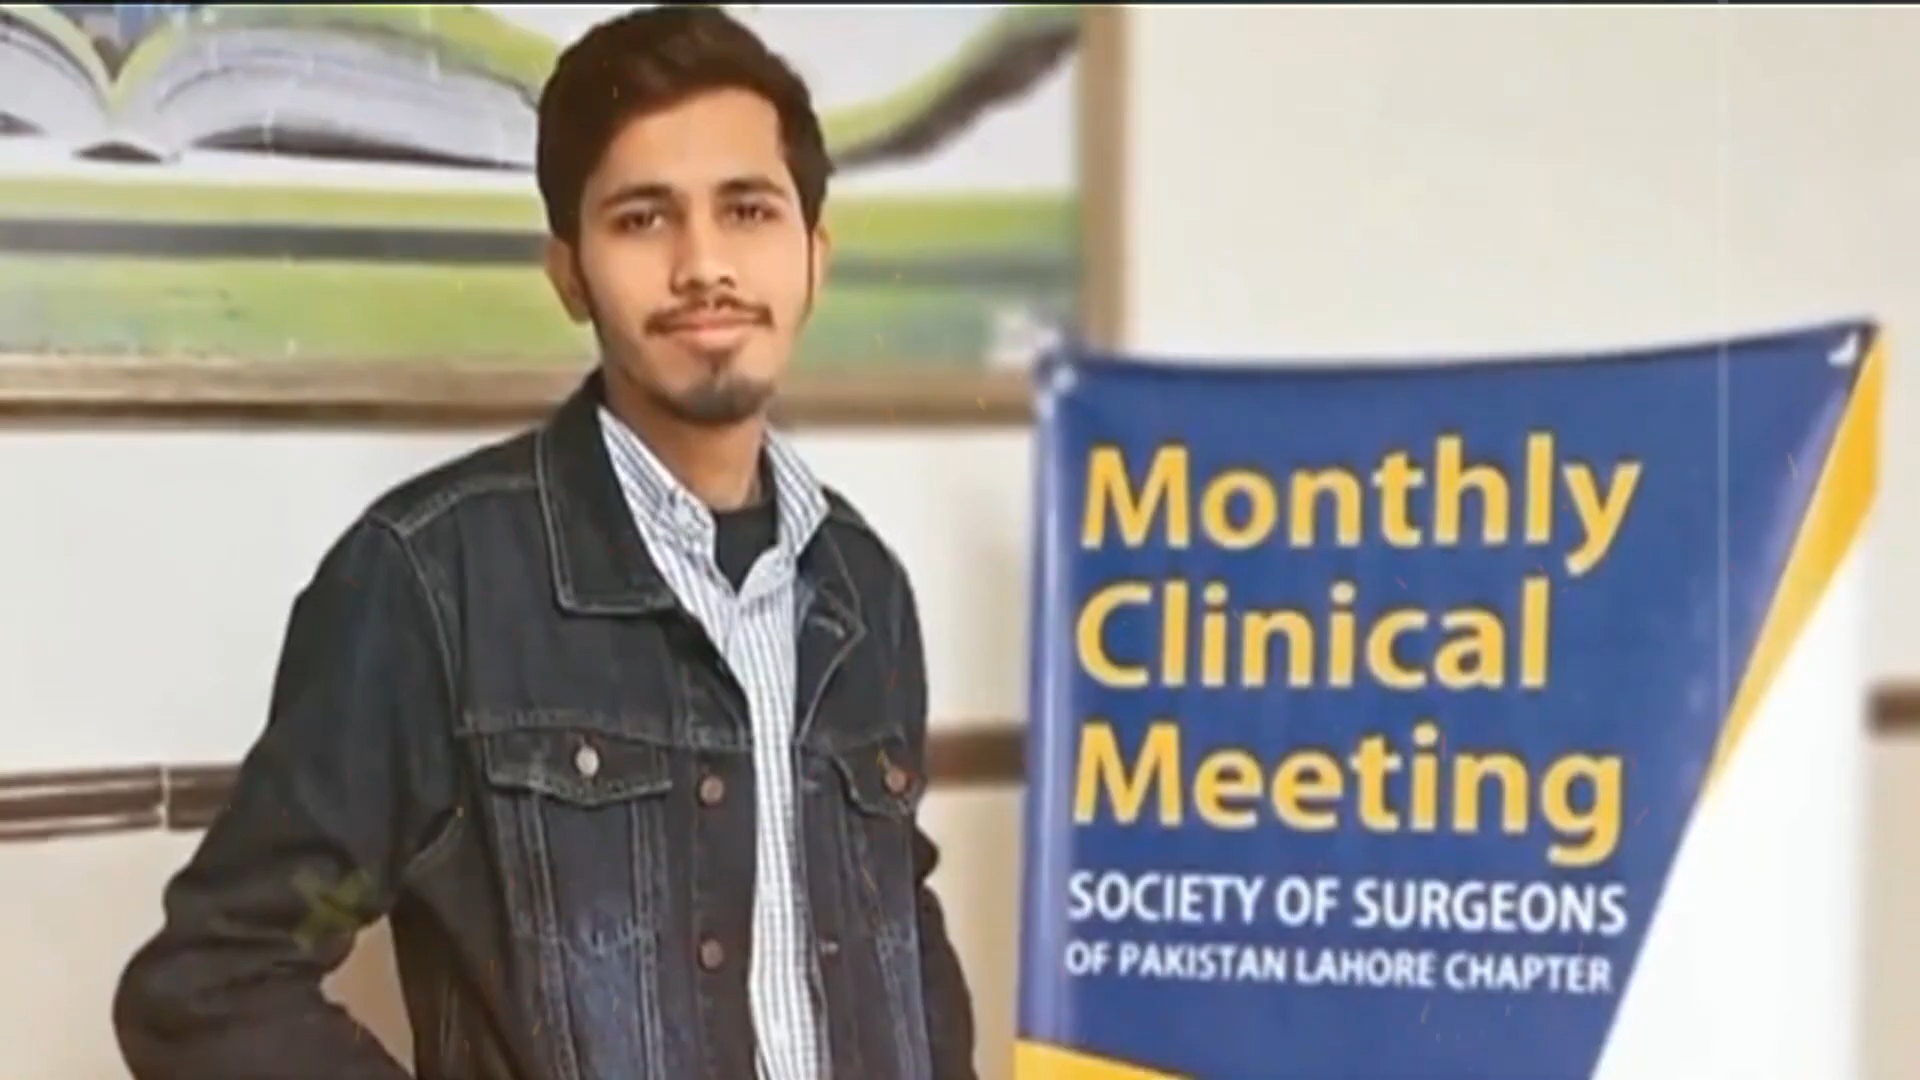 Monthly
Clinical
Meeting
SOCIETY OF SURGEONS
OF PAKISTAN LAHORE CHAPTER